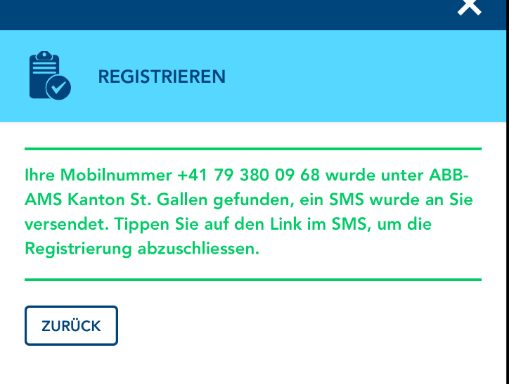 REGISTRIEREN
Ihre Mobilnummer +41 79 380 09 68 wurde unter ABB-
AMS Kanton St. Gallen gefunden, ein SMS wurde an Sie
versendet. Tippen Sie auf den Link im SMS, um die
Registrierung abzuschliessen.
ZURÜCK